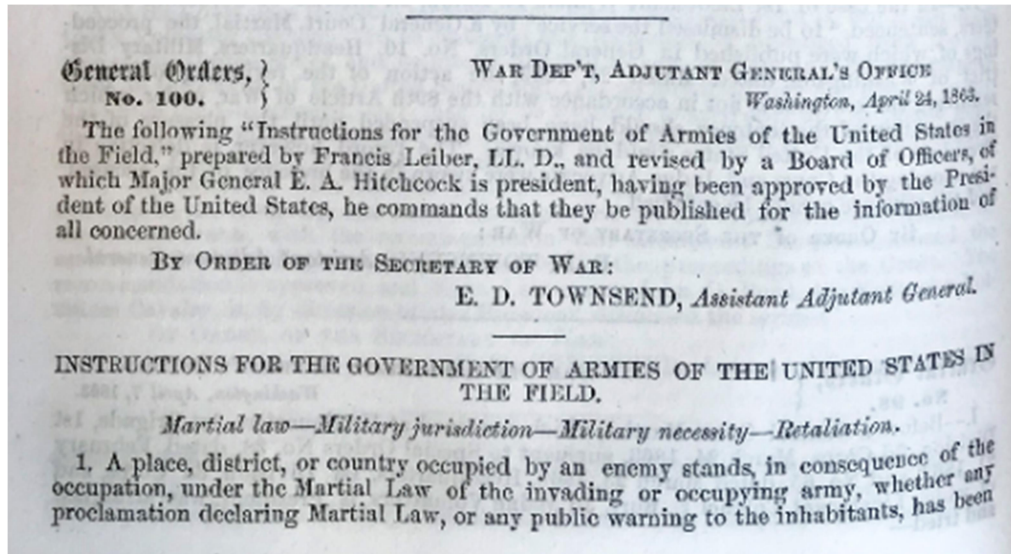 General Orders, } WAR DEP'T, ADJUTANT GENERAL'S OFFICE
No. 100. Washington, April 24, 1863.
The following "Instructions for the Government of Armies of the United States in
the Field," prepared by Francis Leiber, LL. D., and revised by a Board of Officers, of
which Major General E. A. Hitchcock is president, having been approved by the Presi-
dent of the United States, he commands that they be published for the information of
all concerned.
BY ORDER OF THE SECRETARY OF WAR:
E. D. TOWNSEND, Assistant Adjutant General.
INSTRUCTIONS FOR THE GOVERNMENT OF ARMIES OF THE UNITED STATES IN
THE FIELD.
Martial law—Military jurisdiction—Military necessity—Retaliation.
1. A place, district, or country occupied by an enemy stands, in consequence of the
occupation, under the Martial Law of the invading or occupying army, whether any
proclamation declaring Martial Law, or any public warning to the inhabitants, has been